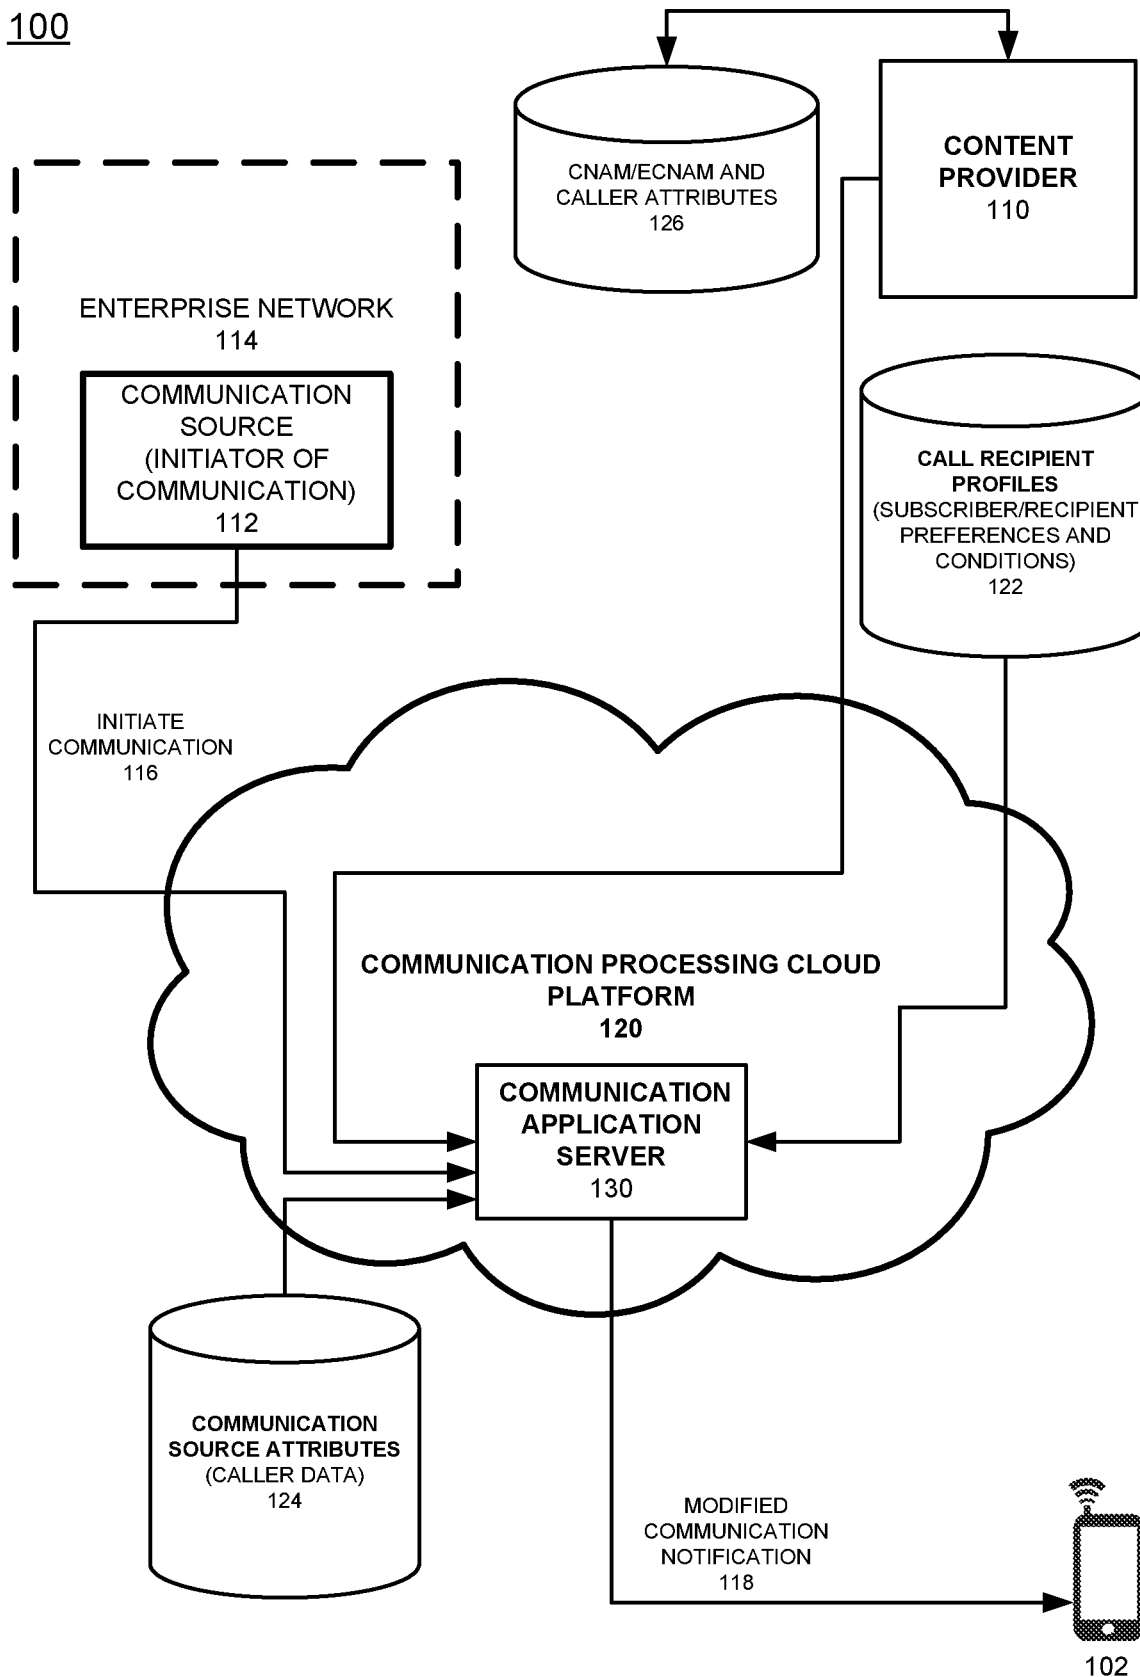 100
CNAM/ECNAM AND
CALLER ATTRIBUTES
126
CONTENT
PROVIDER
110
ENTERPRISE NETWORK
114
COMMUNICATION
SOURCE
(INITIATOR OF
COMMUNICATION)
112
CALL RECIPIENT
PROFILES
(SUBSCRIBER/RECIPIENT
PREFERENCES AND
CONDITIONS)
122
INITIATE
COMMUNICATION
116
COMMUNICATION PROCESSING CLOUD
PLATFORM
120
COMMUNICATION
APPLICATION
SERVER
130
COMMUNICATION
SOURCE ATTRIBUTES
(CALLER DATA)
124
MODIFIED
COMMUNICATION
NOTIFICATION
118
102